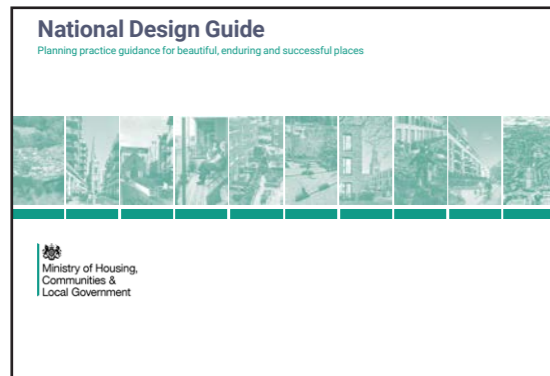 National Design Guide
Planning practice guidance for beautiful, enduring and successful places
Ministry of Housing,
Communities &
Local Government